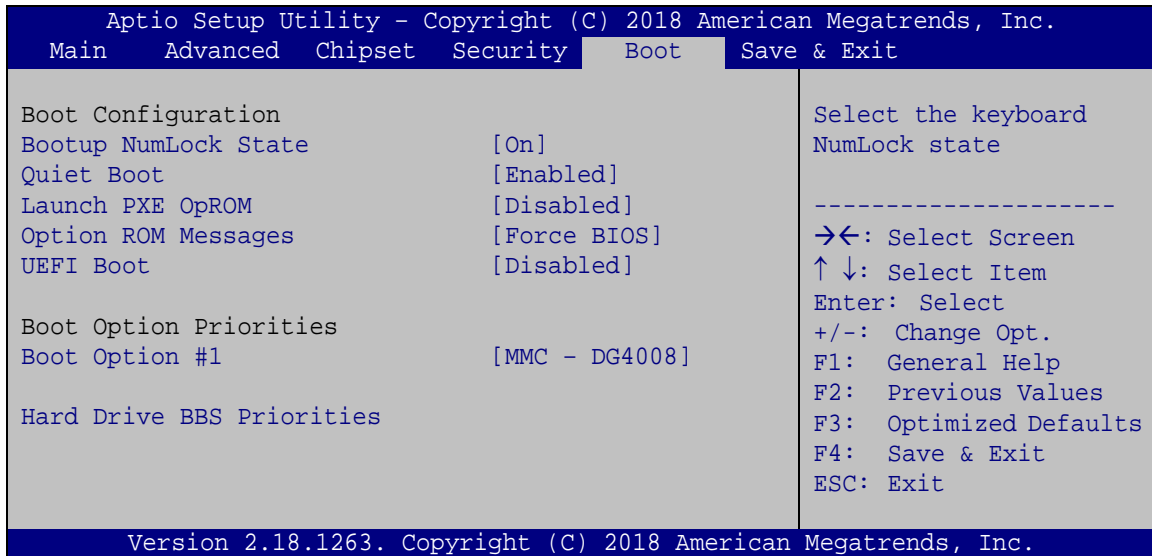 Aptio Setup Utility – Copyright (C) 2018 American Megatrends, Inc.
Main Advanced Chipset Security Boot Save & Exit
Boot Configuration
Bootup NumLock State [On]
Quiet Boot [Enabled]
Launch PXE OpROM [Disabled]
Option ROM Messages [Force BIOS]
UEFI Boot [Disabled]
Boot Option Priorities
Boot Option #1 [MMC – DG4008]
Hard Drive BBS Priorities
Select the keyboard
NumLock state
---------------------
→←: Select Screen
↑ ↓: Select Item
Enter: Select
+/-: Change Opt.
F1: General Help
F2: Previous Values
F3: Optimized Defaults
F4: Save & Exit
ESC: Exit
Version 2.18.1263. Copyright (C) 2018 American Megatrends, Inc.